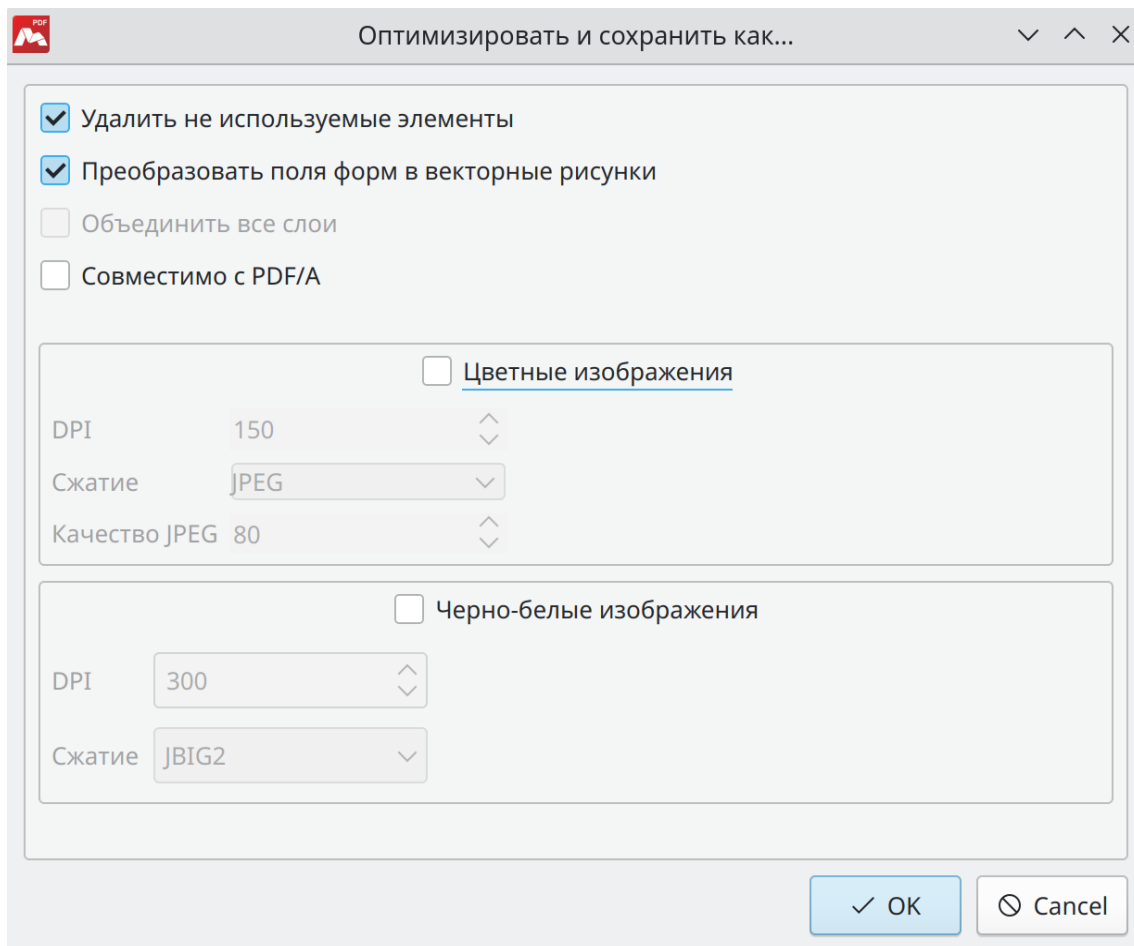 PDF
Оптимизировать и сохранить как...
Удалить не используемые элементы
Преобразовать поля форм в векторные рисунки
Объединить все слои
Совместимо с PDF/A
Цветные изображения
DPI 150
Сжатие JPEG
Качество JPEG 80
Черно-белые изображения
DPI 300
Сжатие JBIG2
OK Cancel